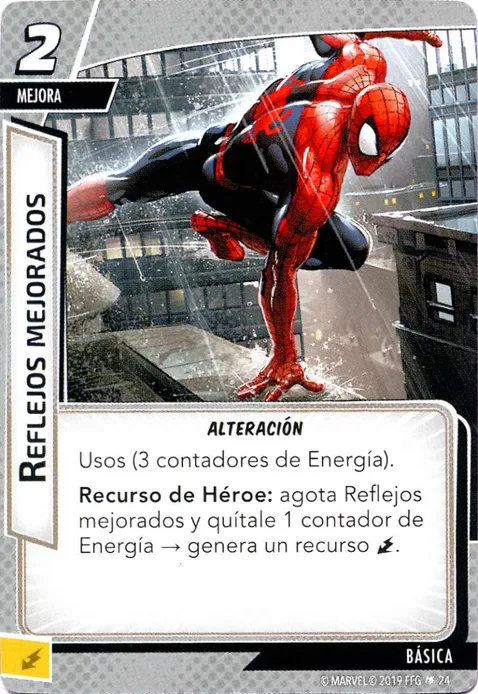 2
MEJORA
REFLEJOS MEJORADOS
ALTERACIÓN
Usos (3 contadores de Energía).
Recurso de Héroe: agota Reflejos
mejorados y quítale 1 contador de
Energía → genera un recurso .
BÁSICA
© MARVEL © 2019 FFG 24